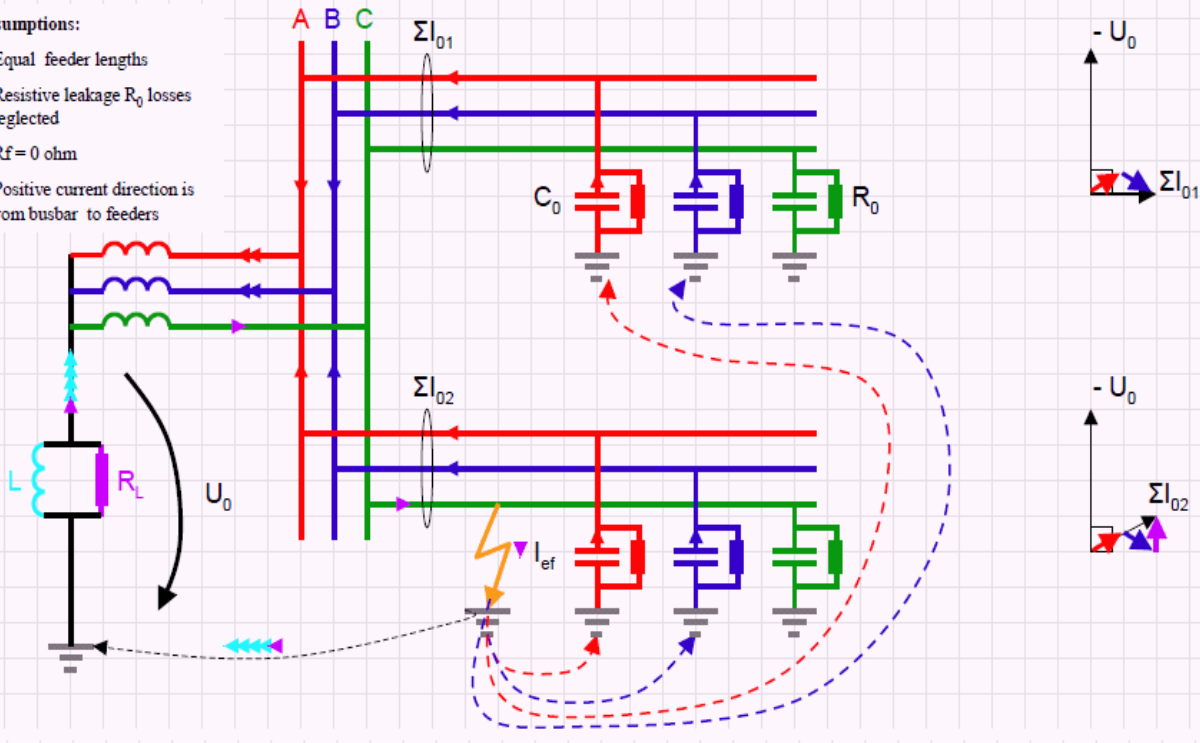 sumptions:
Equal feeder lengths
Resistive leakage R0 losses
eglected
Rf = 0 ohm
Positive current direction is
rom busbar to feeders
A B C
ΣI01
- U0
C0
R0
ΣI01
ΣI02
- U0
L
RL
U0
Ief
ΣI02